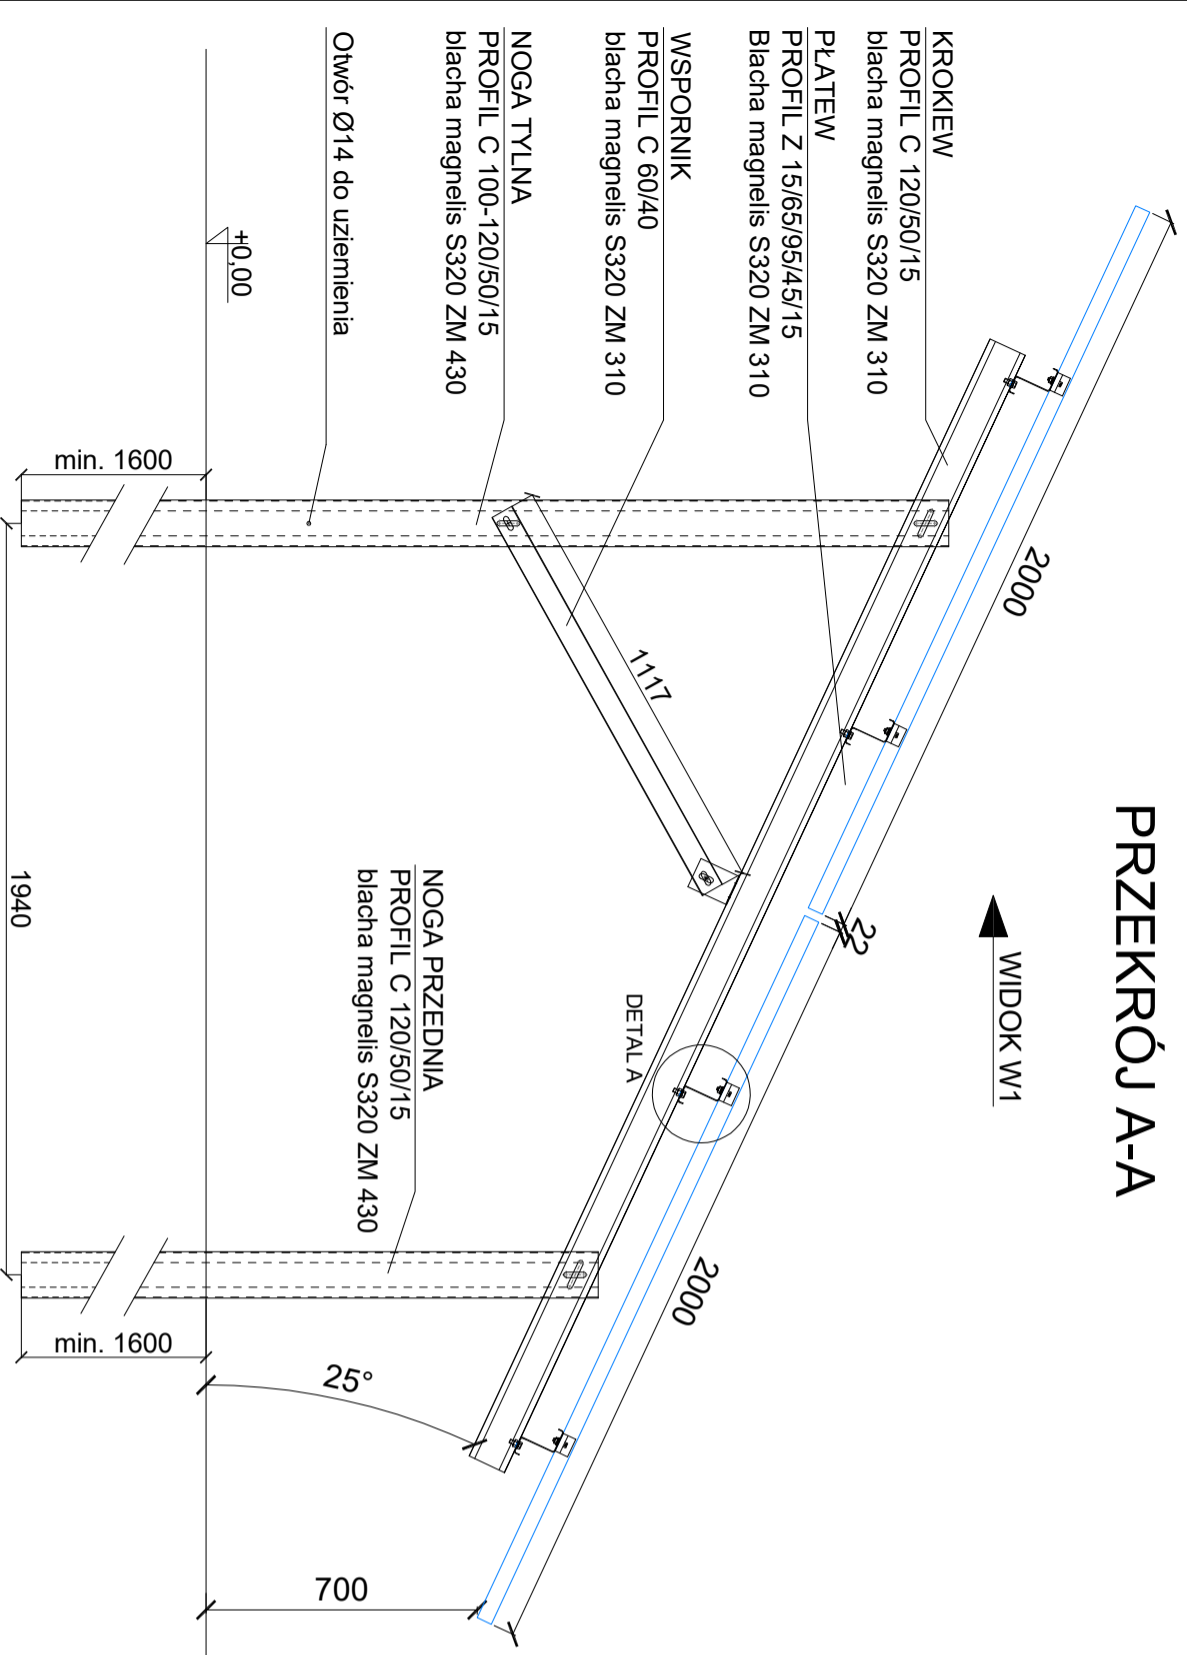 PRZEKRÓJ A-A
WIDOK W1
KROKIEW
PROFIL C 120/50/15
blacha magnelis S320 ZM 310
PŁATEW
PROFIL Z 15/65/95/45/15
Blacha magnelis S320 ZM 310
WSPORNIK
PROFIL C 60/40
blacha magnelis S320 ZM 310
NOGA TYLNA
PROFIL C 100-120/50/15
blacha magnelis S320 ZM 430
Otwór Ø14 do uziemienia
+0,00
2000
22
2000
1117
DETAL A
NOGA PRZEDNIA
PROFIL C 120/50/15
blacha magnelis S320 ZM 430
min. 1600
1940
min. 1600
25°
700